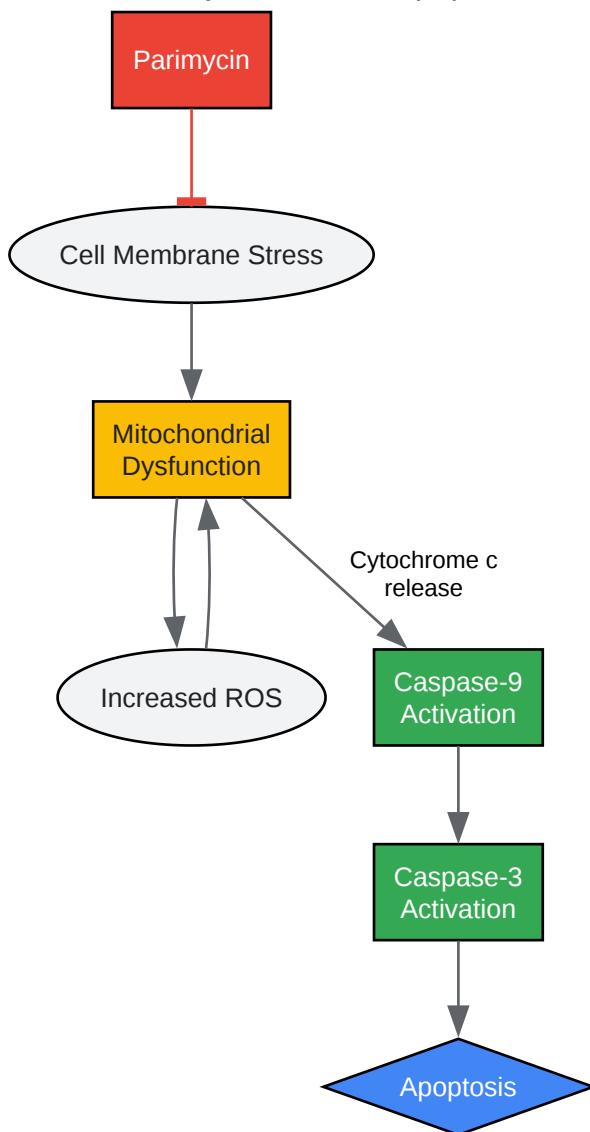 Parimycin
Cell Membrane Stress
Mitochondrial
Dysfunction
Cytochrome c
release
Increased ROS
Caspase-9
Activation
Caspase-3
Activation
Apoptosis